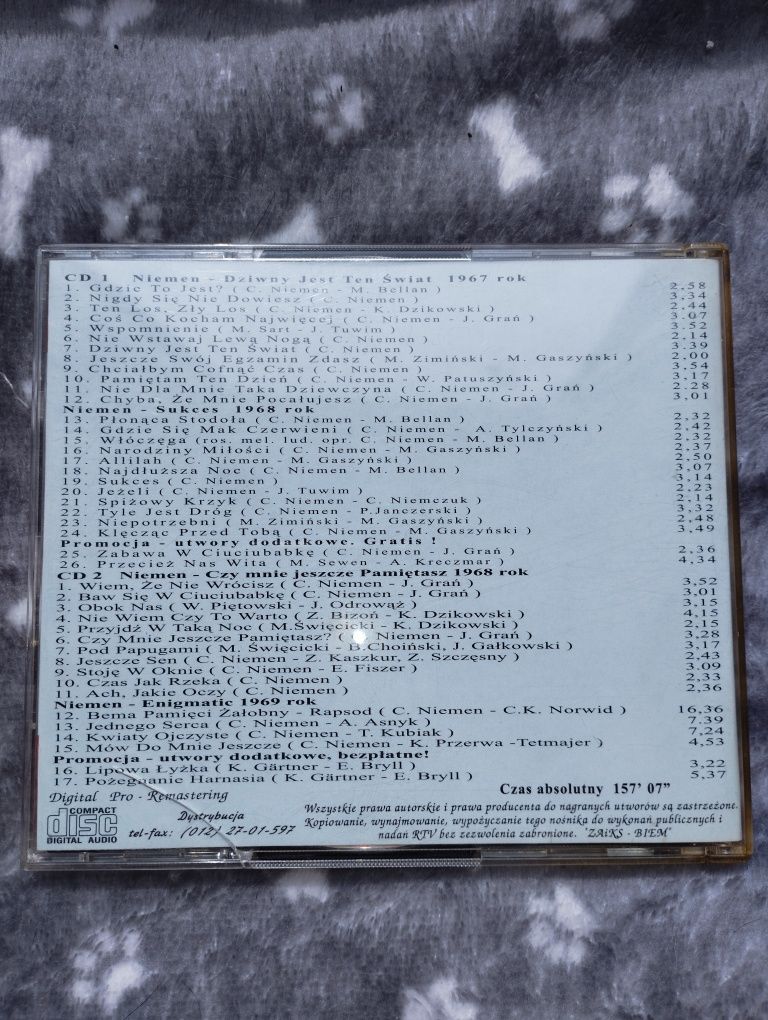 CD 1 Niemen - Dziwny Jest Ten Świat 1967 rok
1. Gdzie To Jest? ( C. Niemen - M. Bellan ) 2,58
2. Nigdy Się Nie Dowiesz ( C. Niemen ) 3,34
3. Ten Los, Zły Los ( C. Niemen - K. Dzikowski ) 2,44
4. Coś Co Kocham Najwięcej ( C. Niemen - J. Grań ) 3,07
5. Wspomnienie ( M. Sart - J. Tuwim ) 3,52
6. Nie Wstawaj Lewą Nogą ( C. Niemen ) 2,14
7. Dziwny Jest Ten Świat ( C. Niemen ) 3,39
8. Jeszcze Swój Egzamin Zdasz ( M. Zimiński - M. Gaszyński ) 2,00
9. Chciałbym Cofnąć Czas ( C. Niemen ) 3,54
10. Pamiętam Ten Dzień ( C. Niemen - W. Patuszyński ) 3,17
11. Nie Dla Mnie Taka Dziewczyna ( C. Niemen - J. Grań ) 2,28
12. Chyba, Że Mnie Pocałujesz ( C. Niemen - J. Grań ) 3,01
Niemen - Sukces 1968 rok
13. Płonąca Stodoła ( C. Niemen - M. Bellan ) 2,32
14. Gdzie Się Mak Czerwieni ( C. Niemen - A. Tylczyński ) 2,42
15. Włóczęga (ros. mel. lud. opr. C. Niemen - M. Bellan ) 2,32
16. Narodziny Miłości ( C. Niemen - M. Gaszyński ) 2,37
17. Allilah ( C. Niemen - M. Gaszyński ) 2,50
18. Najdłuższa Noc ( C. Niemen - M. Bellan ) 3,07
19. Sukces ( C. Niemen ) 3,14
20. Jeżeli ( C. Niemen - J. Tuwim ) 2,23
21. Spiżowy Krzyk ( C. Niemen - C. Niemczuk ) 2,14
22. Tyle Jest Dróg ( C. Niemen - P.Janczerski ) 3,32
23. Niepotrzebni ( M. Zimiński - M. Gaszyński ) 2,48
24. Klęcząc Przed Tobą ( C. Niemen - M. Gaszyński ) 3,49
Promocja - utwory dodatkowe. Gratis !
25. Zabawa W Ciuciubabkę ( C. Niemen - J. Grań ) 2,36
26. Przecież Nas Wita ( M. Sewen - A. Kreczmar ) 4,34
CD 2 Niemen - Czy mnie jeszcze Pamiętasz 1968 rok
1. Wiem, Że Nie Wrócisz ( C. Niemen - J. Grań ) 3,52
2. Baw Się W Ciuciubabkę ( C. Niemen - J. Grań ) 3,01
3. Obok Nas ( W. Piętowski - J. Odrowąż ) 3,15
4. Nie Wiem Czy To Warto ( Z. Bizoń - K. Dzikowski ) 4,15
5. Przyjdź W Taką Noc ( M.Święcicki - K. Dzikowski ) 2,15
6. Czy Mnie Jeszcze Pamiętasz? ( C. Niemen - J. Grań ) 3,28
7. Pod Papugami ( M. Święcicki - B.Choiński, J. Gałkowski ) 3,17
8. Jeszcze Sen ( C. Niemen - Z. Kaszkur, Z. Szczęsny ) 2,43
9. Stoję W Oknie ( C. Niemen - E. Fiszer ) 3,09
10. Czas Jak Rzeka ( C. Niemen ) 2,33
11. Ach, Jakie Oczy ( C. Niemen ) 2,36
Niemen - Enigmatic 1969 rok
12. Bema Pamięci Żałobny - Rapsod ( C. Niemen - C.K. Norwid ) 16,36
13. Jednego Serca ( C. Niemen - A. Asnyk ) 7,39
14. Kwiaty Ojczyste ( C. Niemen - T. Kubiak ) 7,24
15. Mów Do Mnie Jeszcze ( C. Niemen - K. Przerwa -Tetmajer ) 4,53
Promocja - utwory dodatkowe, bezpłatne!
16. Lipowa Łyżka ( K. Gärtner - E. Bryll ) 3,22
17. Pożegnanie Harnasia ( K. Gärtner - E. Bryll ) 5,37
Czas absolutny 157' 07"
Digital Pro - Remastering
COMPACT
disc
DIGITAL AUDIO
Dystrybucja
tel-fax: (012) 27-01-597
Wszystkie prawa autorskie i prawa producenta do nagranych utworów są zastrzeżone.
Kopiowanie, wynajmowanie, wypożyczanie tego nośnika do wykonań publicznych i
nadań RTV bez zezwolenia zabronione. "ZAiKS - BIEM"